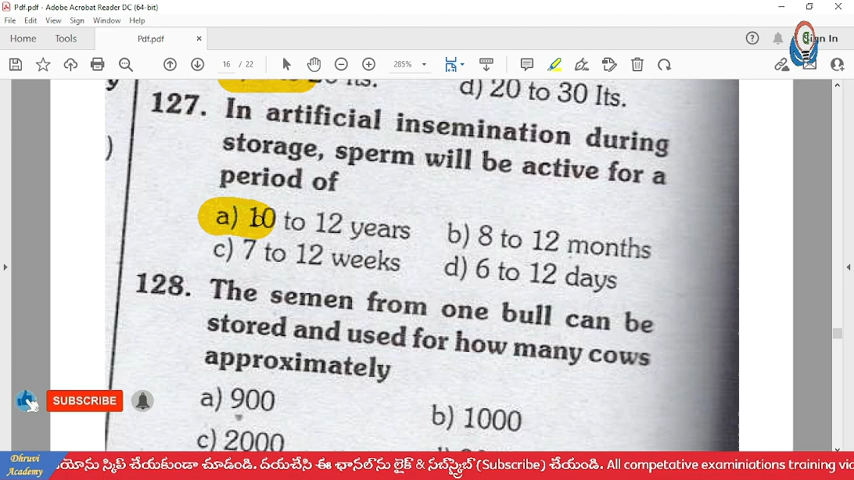 Pdf.pdf - Adobe Acrobat Reader DC (64-bit)
File Edit View Sign Window Help
Home Tools Pdf.pdf × Sign In
16 / 22 285%
d) 20 to 30 Its.
127. In artificial insemination during
storage, sperm will be active for a
period of
a) 10 to 12 years b) 8 to 12 months
c) 7 to 12 weeks d) 6 to 12 days
128. The semen from one bull can be
stored and used for how many cows
approximately
a) 900 b) 1000
c) 2000
SUBSCRIBE
Dhruvi
Academy
స్కిప్ చేయకుండా చూడండి. దయచేసి ఈ ఛానల్‌ను లైక్ & సబ్‌స్క్రైబ్ (Subscribe) చేయండి. All competative examiniations training